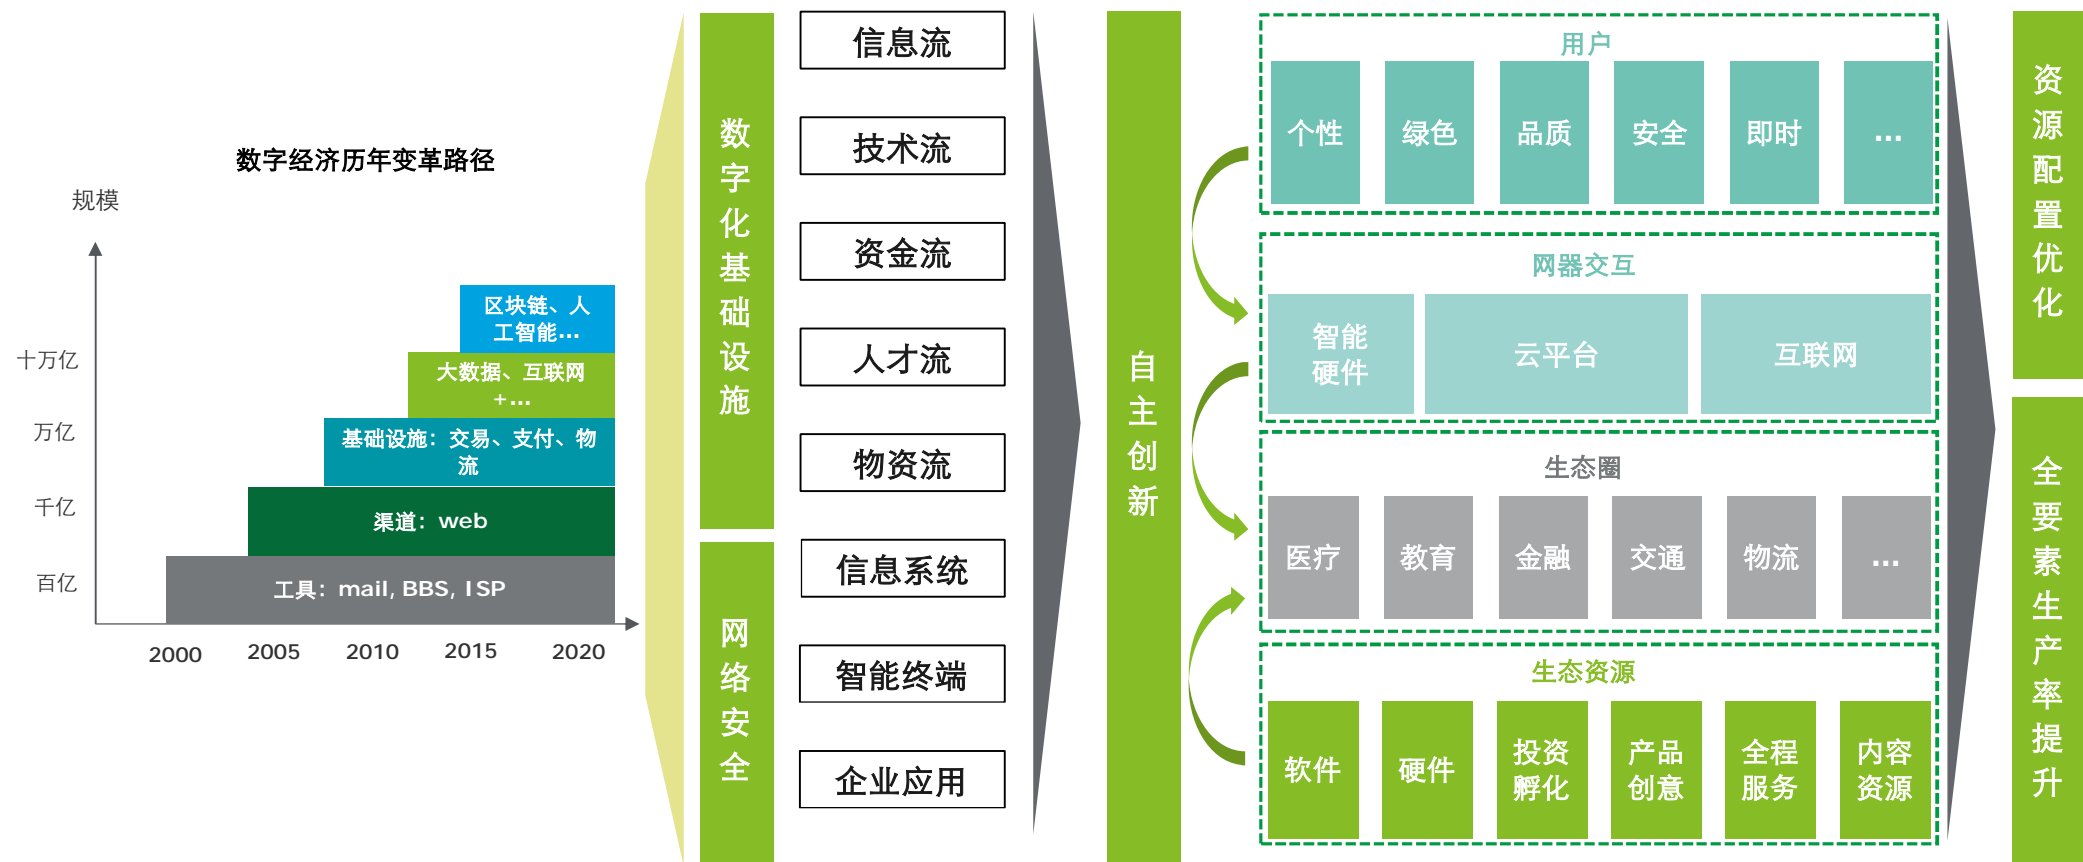 数字经济历年变革路径
规模
十万亿
万亿
千亿
百亿
区块链、人
工智能...
大数据、互联网
+...
基础设施：交易、支付、物
流
渠道：web
工具：mail, BBS, ISP
2000
2005
2010
2015
2020
数字化基础设施
网络安全
信息流
技术流
资金流
人才流
物资流
信息系统
智能终端
企业应用
自主创新
用户
个性
绿色
品质
安全
即时
...
网器交互
智能
硬件
云平台
互联网
生态圈
医疗
教育
金融
交通
物流
...
生态资源
软件
硬件
投资
孵化
产品
创意
全程
服务
内容
资源
资源配置优化
全要素生产率提升